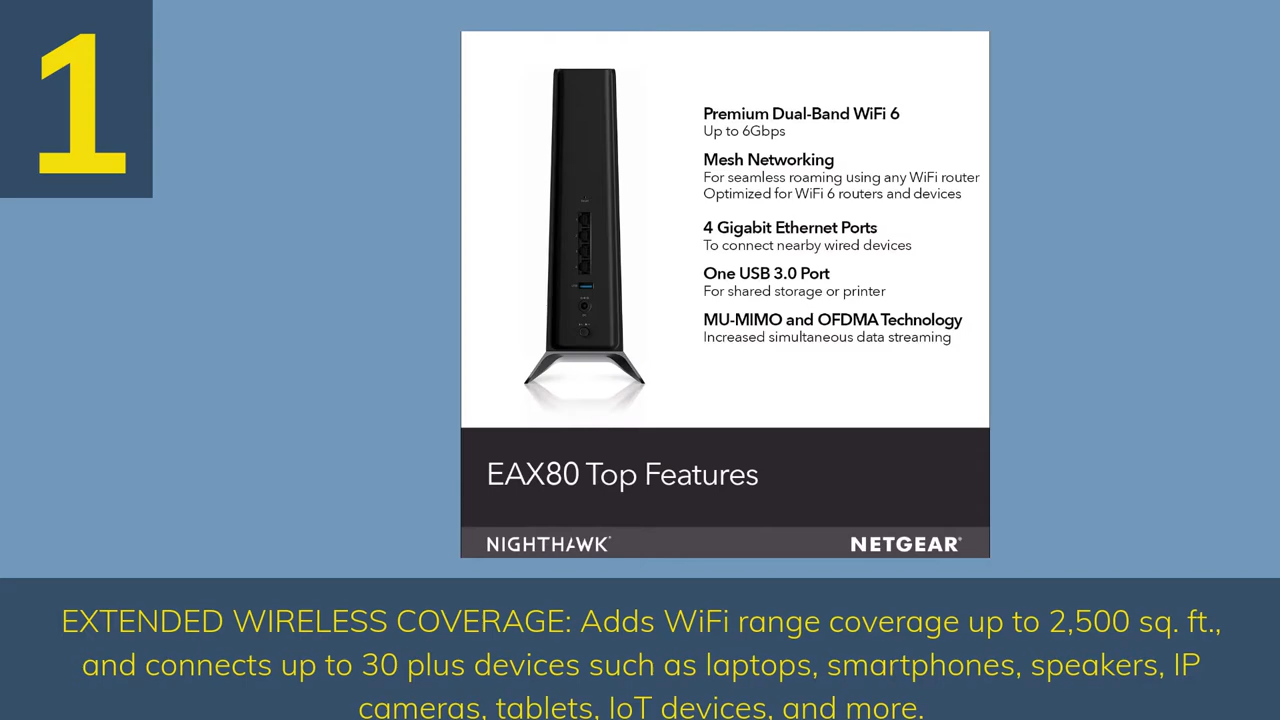 1
Premium Dual-Band WiFi 6
Up to 6Gbps
Mesh Networking
For seamless roaming using any WiFi router
Optimized for WiFi 6 routers and devices
4 Gigabit Ethernet Ports
To connect nearby wired devices
One USB 3.0 Port
For shared storage or printer
MU-MIMO and OFDMA Technology
Increased simultaneous data streaming
EAX80 Top Features
NIGHTHAWK
NETGEAR
EXTENDED WIRELESS COVERAGE: Adds WiFi range coverage up to 2,500 sq. ft.,
and connects up to 30 plus devices such as laptops, smartphones, speakers, IP
cameras, tablets, IoT devices, and more.